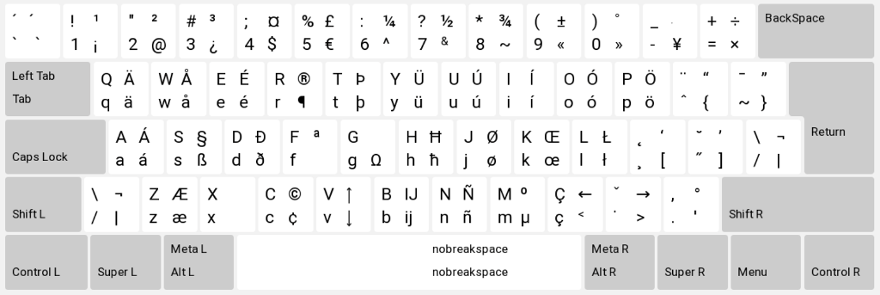 ´ ´ ! ¹ " ² # ³ ; ¤ % £ : ¼ ? ½ * ¾ ( ± ) ° _ + ÷ BackSpace
` ` 1 ¡ 2 @ 3 ¿ 4 $ 5 € 6 ^ 7 & 8 ~ 9 « 0 » - ¥ = ×
Left Tab Q Ä W Å E É R ® T Þ Y Ü U Ú I Í O Ó P Ö ¨ “ ¯ ”
Tab q ä w å e é r ¶ t þ y ü u ú i í o ó p ö ^ { ~ }
Return
A Á S § D Ð F ª G H Ħ J Ø K Œ L Ł ˛ ‘ ˘ ’ \ ¬
Caps Lock a á s ß d ð f g Ω h ħ j ø k œ l ł ¸ [ ˝ ] / |
\ ¬ Z Æ X C © V ↑ B IJ N Ñ M º Ç ← ˇ → , °
Shift L / | z æ x c ¢ v ↓ b ij n ñ m µ ç < ˙ > . ' Shift R
Meta L nobreakspace Meta R
Control L Super L Alt L nobreakspace Alt R Super R Menu Control R